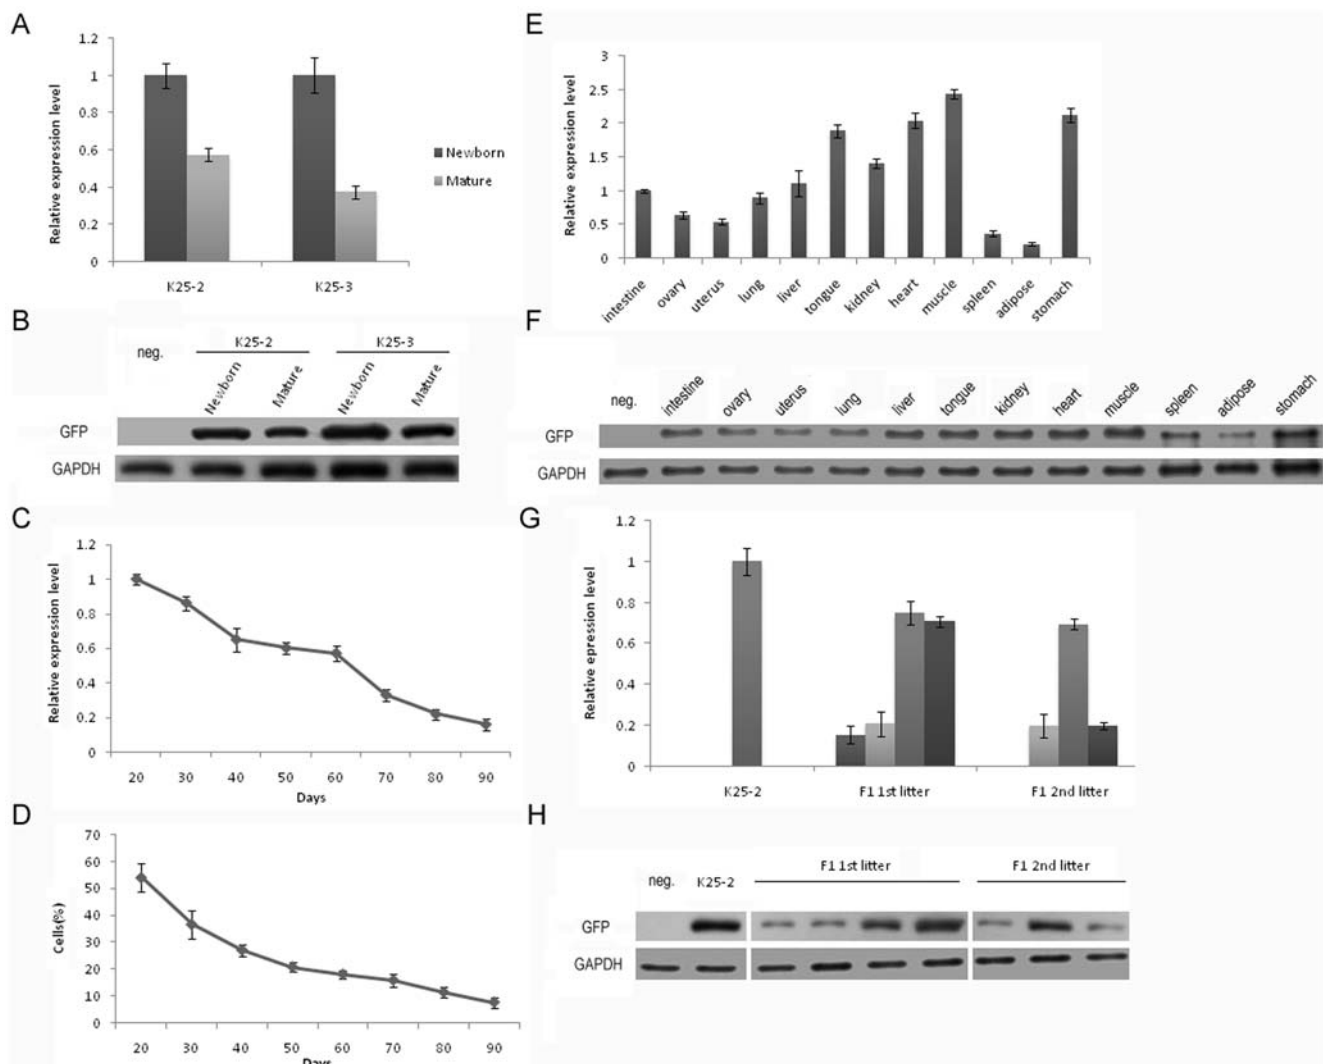 A
1.2
1
0.8
0.6
0.4
0.2
0
Relative expression level
K25-2
K25-3
Newborn
Mature
B
neg.
K25-2
K25-3
Newborn
Mature
Newborn
Mature
GFP
GAPDH
C
1.2
1
0.8
0.6
0.4
0.2
0
Relative expression level
20 30 40 50 60 70 80 90
Days
D
70
60
50
40
30
20
10
0
Cells(%)
20 30 40 50 60 70 80 90
Days
E
3
2.5
2
1.5
1
0.5
0
Relative expression level
intestine
ovary
uterus
lung
liver
tongue
kidney
heart
muscle
spleen
adipose
stomach
F
neg.
intestine
ovary
uterus
lung
liver
tongue
kidney
heart
muscle
spleen
adipose
stomach
GFP
GAPDH
G
1.2
1
0.8
0.6
0.4
0.2
0
Relative epression level
K25-2
F1 1st litter
F1 2nd litter
H
neg.
K25-2
F1 1st litter
F1 2nd litter
GFP
GAPDH